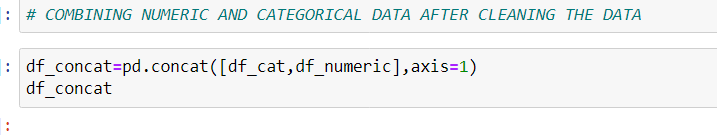 ]: # COMBINING NUMERIC AND CATEGORICAL DATA AFTER CLEANING THE DATA
]: df_concat=pd.concat([df_cat,df_numeric],axis=1)
df_concat
]: